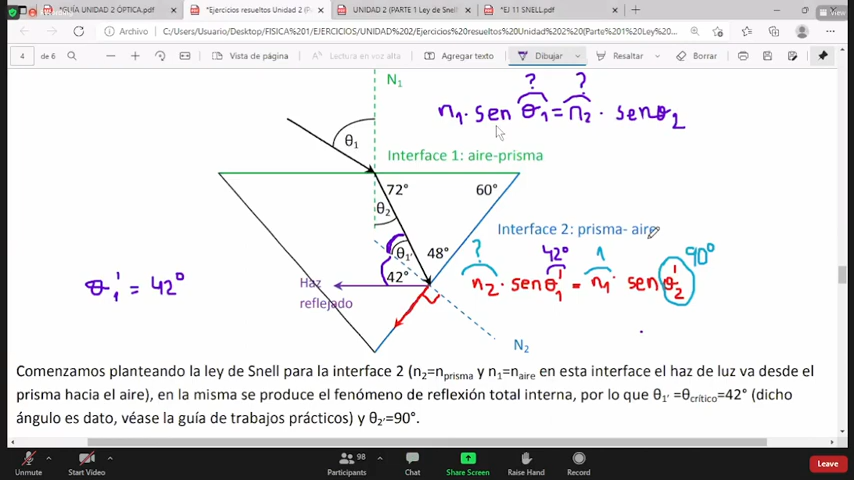 *GUÍA UNIDAD 2 ÓPTICA.pdf
*Ejercicios resueltos Unidad 2 (Pa
UNIDAD 2 (PARTE 1 Ley de Snell
*EJ 11 SNELL.pdf
Archivo | C:/Users/Usuario/Desktop/FISICA%201/EJERCICIOS/UNIDAD%202/Ejercicios%20resueltos%20Unidad%202%20(Parte%201%20Ley%20de
4 de 6
Vista de página
Lectura en voz alta
Agregar texto
Dibujar
Resaltar
Borrar
N1
? ?
n1 · sen θ1 = n2 · sen θ2
θ1
Interface 1: aire-prisma
72° 60°
θ2
Interface 2: prisma- aire
θ1' 48°
? 42° 1 90°
θ1' = 42°
42°
n2 · sen θ1' = n1 · sen θ2'
Haz
reflejado
N2
Comenzamos planteando la ley de Snell para la interface 2 (n2=nprisma y n1=naire en esta interface el haz de luz va desde el
prisma hacia el aire), en la misma se produce el fenómeno de reflexión total interna, por lo que θ1' =θcrítico=42° (dicho
ángulo es dato, véase la guía de trabajos prácticos) y θ2'=90°.
Unmute
Start Video
98
Participants
Chat
Share Screen
Raise Hand
Record
Leave